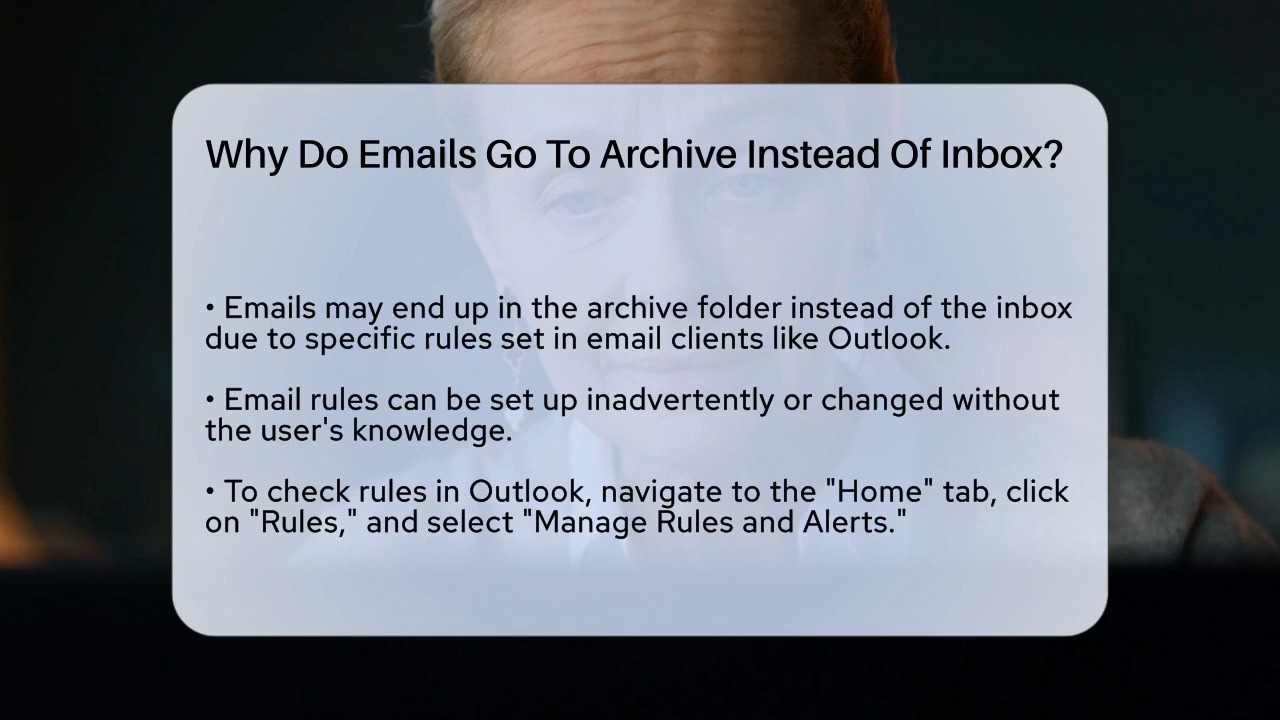 Why Do Emails Go To Archive Instead Of Inbox?
• Emails may end up in the archive folder instead of the inbox
due to specific rules set in email clients like Outlook.
• Email rules can be set up inadvertently or changed without
the user's knowledge.
• To check rules in Outlook, navigate to the "Home" tab, click
on "Rules," and select "Manage Rules and Alerts."